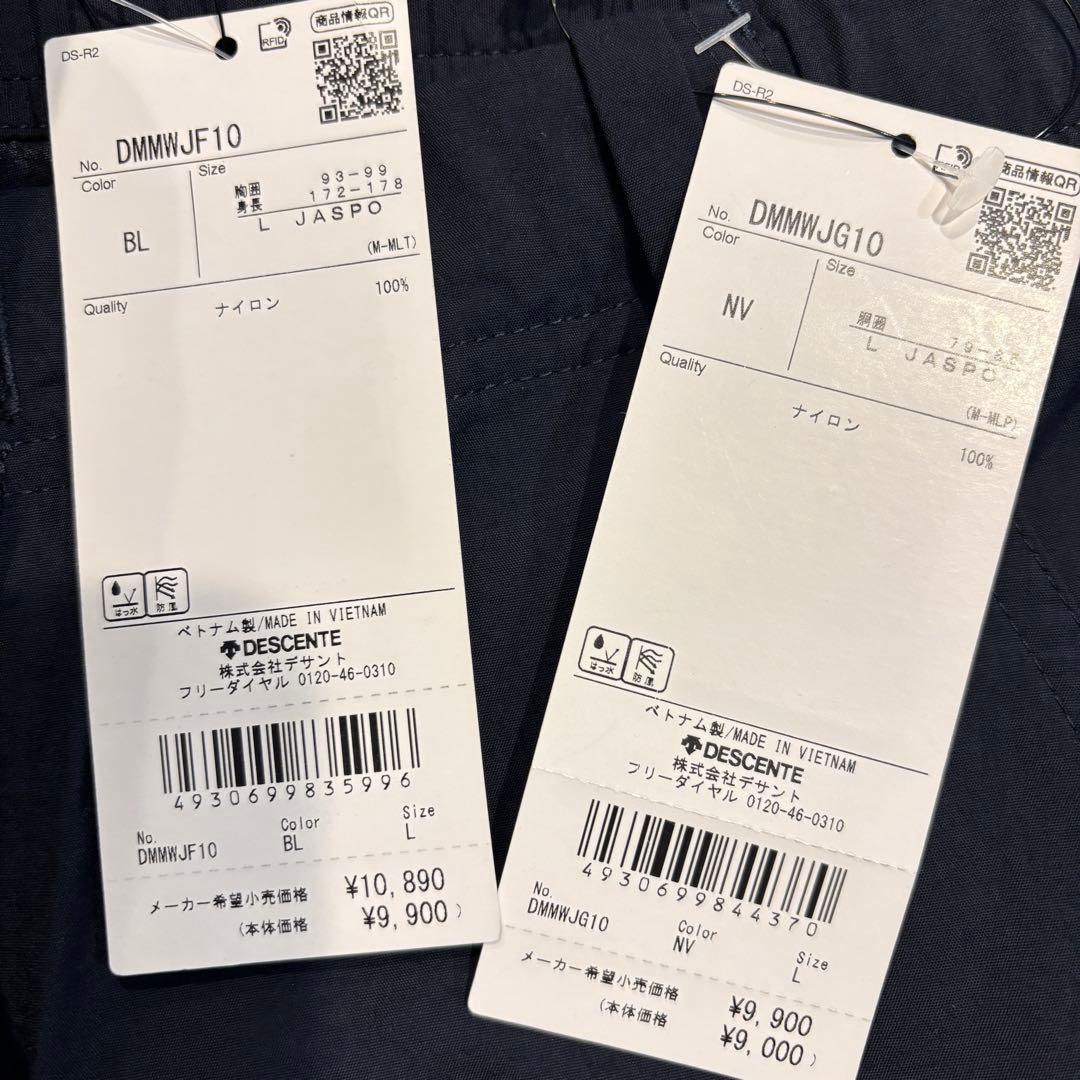 DS-R2
RFID
商品情報QR
No. DMMWJF10
Color
BL
Size
胸囲 93-99
身長 172-178
L JASPO
(M-MLT)
Quality
ナイロン 100%
はっ水
防風
ベトナム製/MADE IN VIETNAM
DESCENTE
株式会社デサント
フリーダイヤル 0120-46-0310
4930699835996
No. Color Size
DMMWJF10 BL L
メーカー希望小売価格 ¥10,890
(本体価格 ¥9,900)
DS-R2
商品情報QR
No. DMMWJG10
Color
NV
Size
胸囲
L JASPO
(M-MLP)
Quality
ナイロン 100%
はっ水
防風
ベトナム製/MADE IN VIETNAM
DESCENTE
株式会社デサント
フリーダイヤル 0120-46-0310
4930699844370
No. Color Size
DMMWJG10 NV L
メーカー希望小売価格 ¥9,900
(本体価格 ¥9,000)